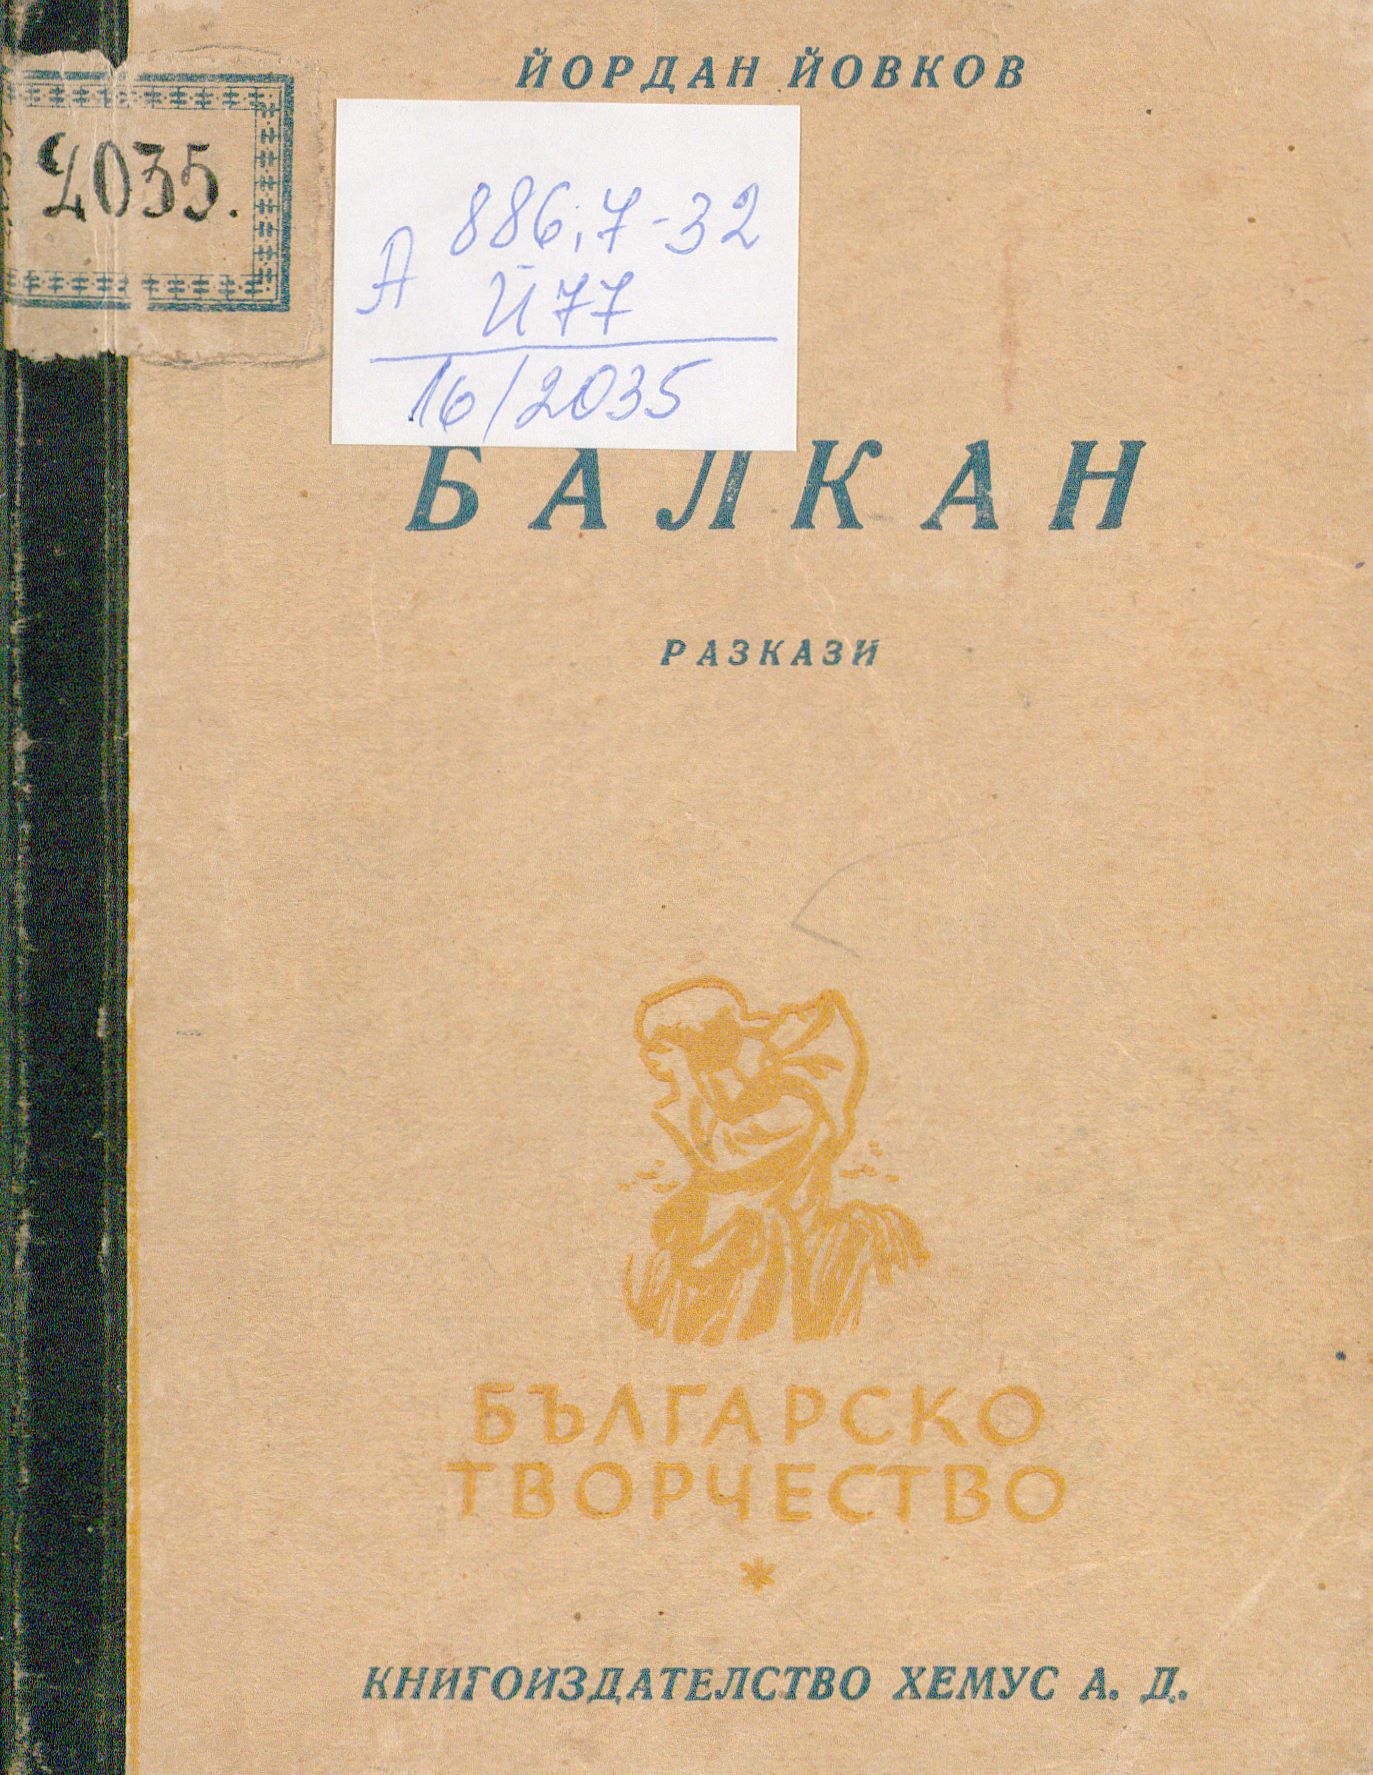 ЙОРДАН ЙОВКОВ
2035.
886.7-32
А Й77
16/2035
БАЛКАН
РАЗКАЗИ
БЪЛГАРСКО
ТВОРЧЕСТВО
*
КНИГОИЗДАТЕЛСТВО ХЕМУС А. Д.